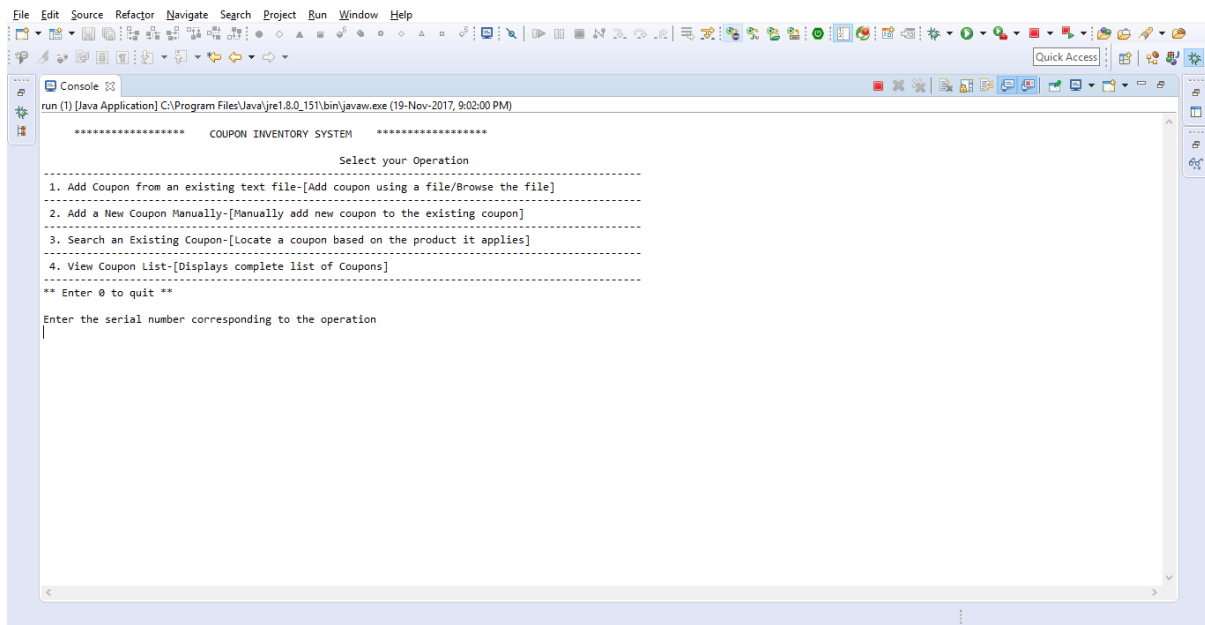 File Edit Source Refactor Navigate Search Project Run Window Help
Quick Access
Console
run (1) [Java Application] C:\Program Files\Java\jre1.8.0_151\bin\javaw.exe (19-Nov-2017, 9:02:00 PM)
****************** COUPON INVENTORY SYSTEM ******************
Select your Operation
1. Add Coupon from an existing text file-[Add coupon using a file/Browse the file]
2. Add a New Coupon Manually-[Manually add new coupon to the existing coupon]
3. Search an Existing Coupon-[Locate a coupon based on the product it applies]
4. View Coupon List-[Displays complete list of Coupons]
** Enter 0 to quit **
Enter the serial number corresponding to the operation